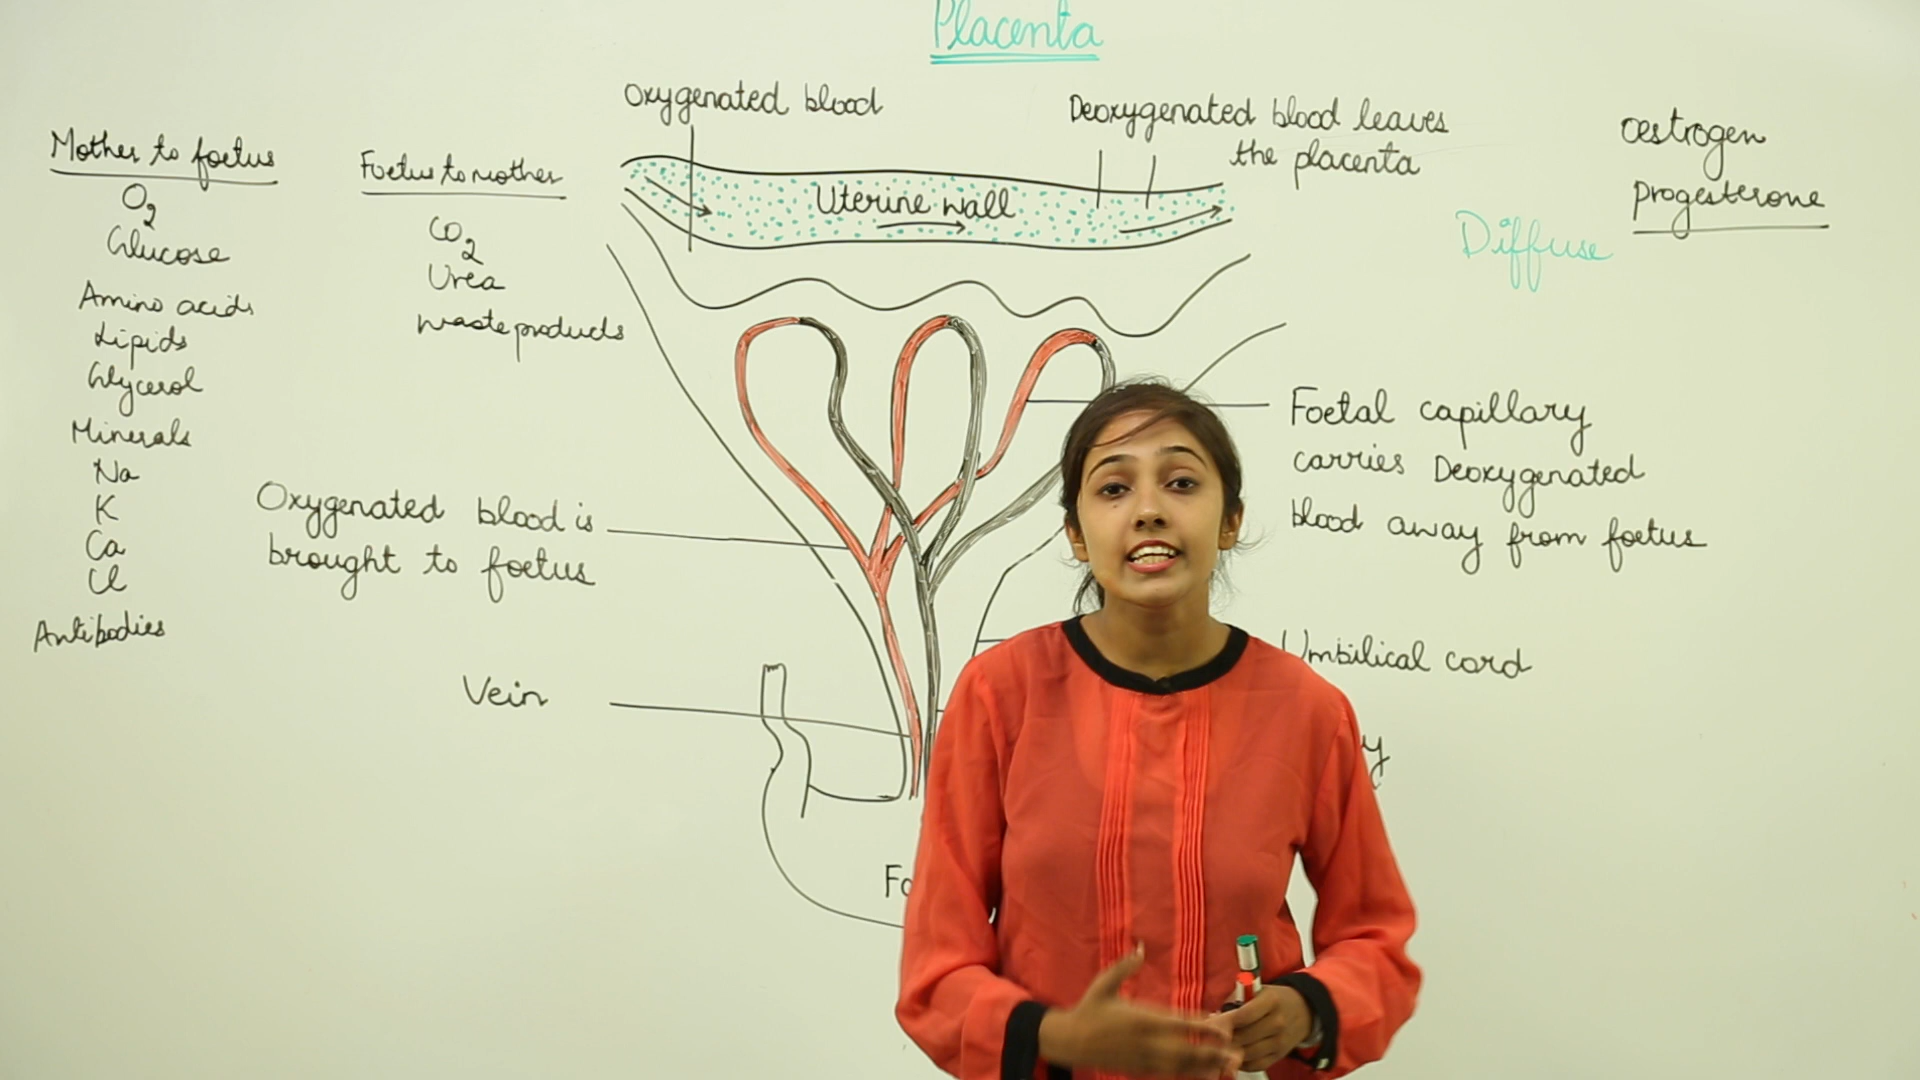 Placenta
Oxygenated blood
Deoxygenated blood leaves
the placenta
Oestrogen
Progesterone
Diffuse
Mother to foetus
O2
Glucose
Amino acids
Lipids
Glycerol
Minerals
Na
K
Ca
Cl
Antibodies
Foetus to mother
CO2
Urea
waste products
Uterine wall
Oxygenated blood is
brought to foetus
Vein
Foetal capillary
carries Deoxygenated
blood away from foetus
Umbilical cord